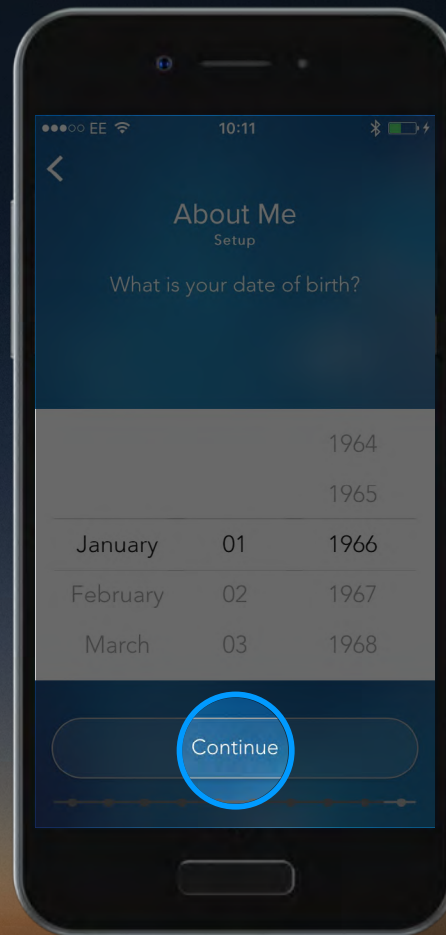 EE 10:11
About Me
Setup
What is your date of birth?
1964
1965
January 01 1966
February 02 1967
March 03 1968
Continue